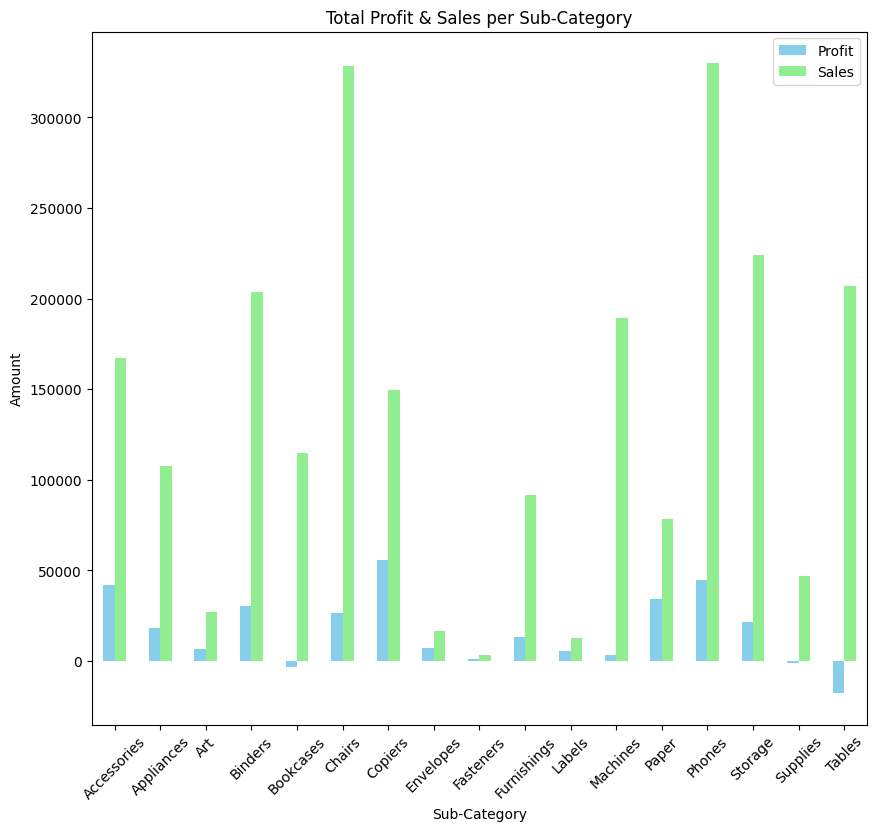 Total Profit & Sales per Sub-Category
Profit
Sales
Amount
300000
250000
200000
150000
100000
50000
0
Accessories
Appliances
Art
Binders
Bookcases
Chairs
Copiers
Envelopes
Fasteners
Furnishings
Labels
Machines
Paper
Phones
Storage
Supplies
Tables
Sub-Category